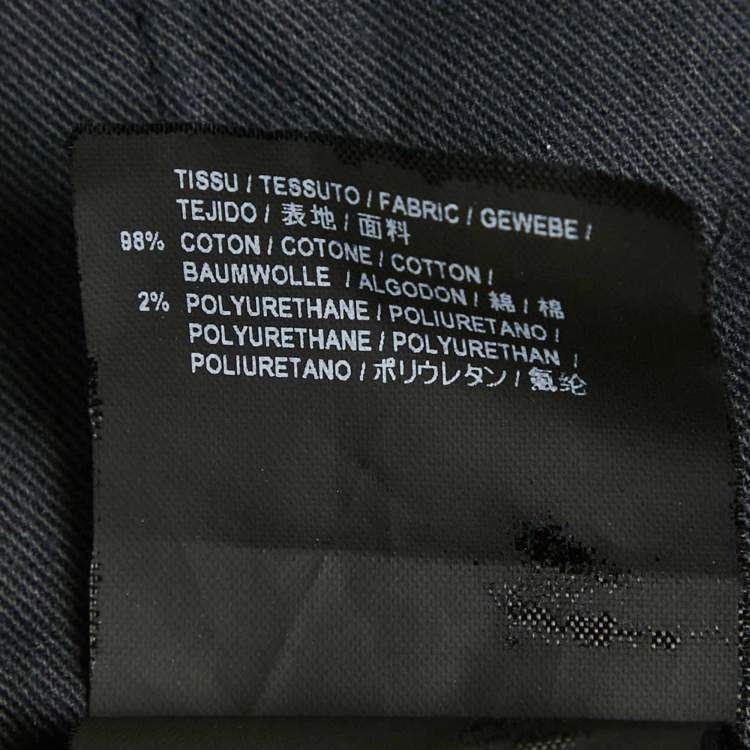 TISSU / TESSUTO / FABRIC / GEWEBE /
TEJIDO / 表地 / 面料
98% COTON / COTONE / COTTON /
BAUMWOLLE / ALGODON / 綿 / 棉
2% POLYURETHANE / POLIURETANO /
POLYURETHANE / POLYURETHAN /
POLIURETANO / ポリウレタン / 氨纶